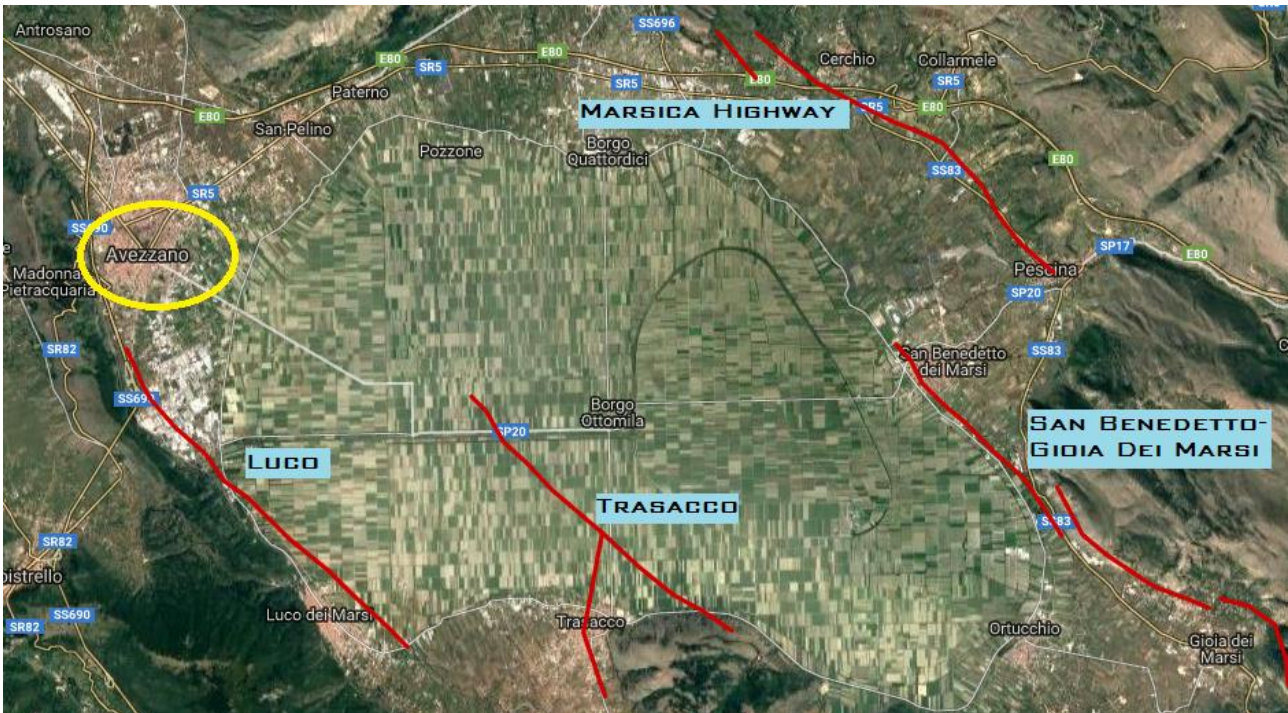 Antrosano
SS696
Cerchio
Collarmele
E80
E80
SR5
SR5
E80
SR5
Paterno
E80
MARSICA HIGHWAY
SR5
E80
San Pelino
Pozzone
Borgo
Quattordici
E80
SS83
SR5
Avezzano
SP17
E80
Madonna
Pietracquaria
Pescina
SP20
SR82
SS83
San Benedetto
dei Marsi
Borgo
Ottomila
SP20
SAN BENEDETTO-
GIOIA DEI MARSI
LUCO
TRASACCO
SR82
Luco dei Marsi
SS690
SR82
Trasacco
Ortucchio
Gioia dei
Marsi